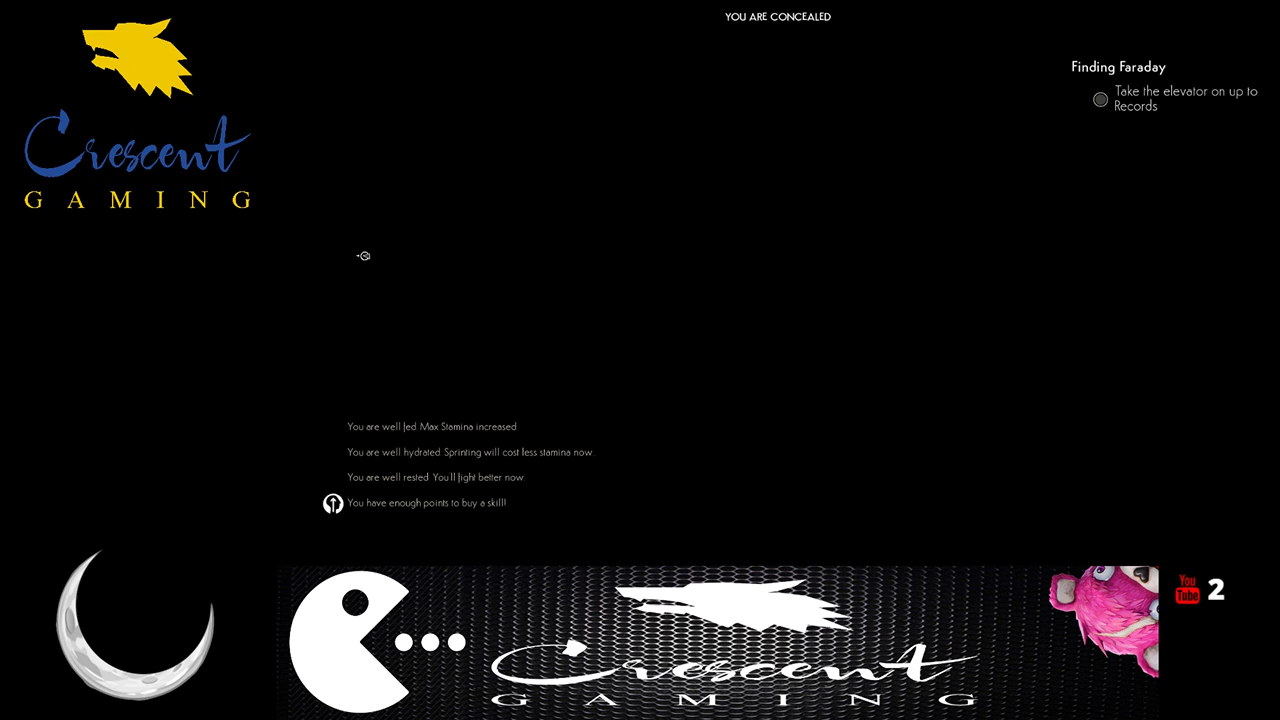 YOU ARE CONCEALED
Crescent
GAMING
Finding Faraday
Take the elevator on up to
Records
You are well fed. Max Stamina increased.
You are well hydrated. Sprinting will cost less stamina now.
You are well rested. You'll fight better now.
You have enough points to buy a skill!
Crescent
GAMING
You
Tube
2